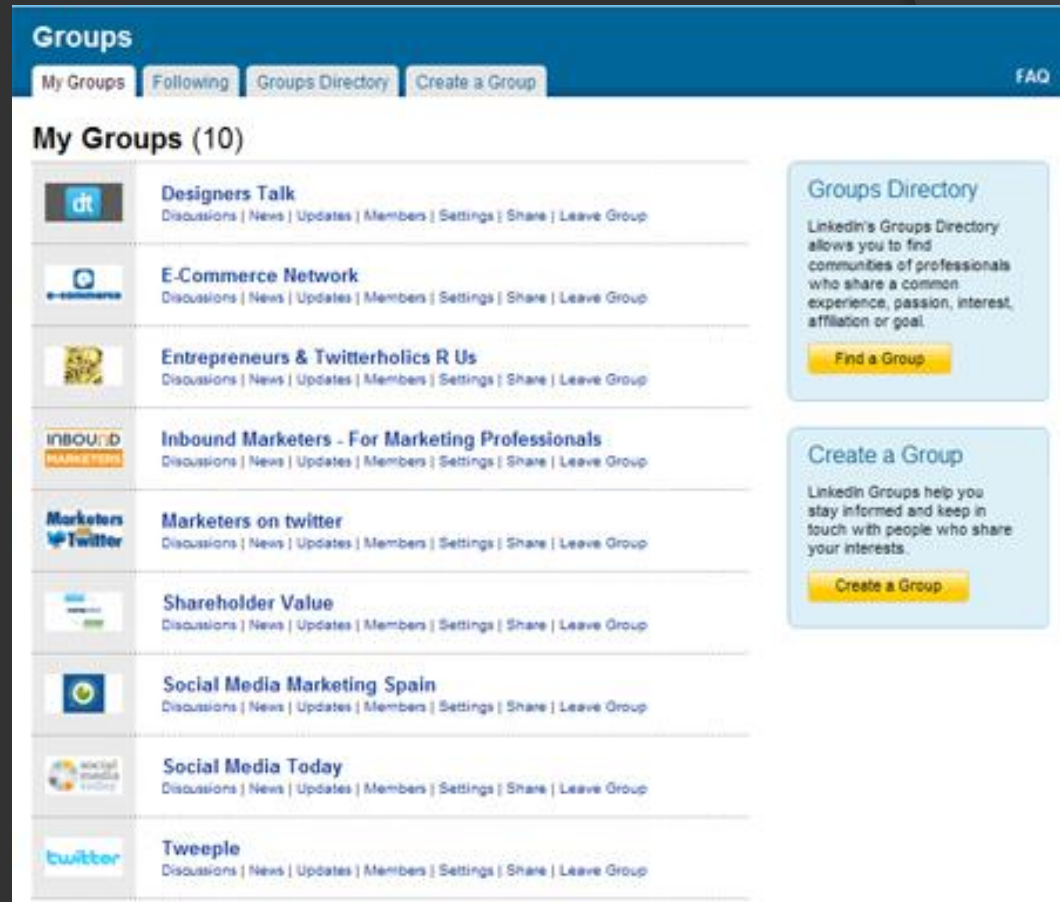 Groups
My Groups
Following
Groups Directory
Create a Group
FAQ
My Groups (10)
dt
Designers Talk
Discussions | News | Updates | Members | Settings | Share | Leave Group
e-commerce
E-Commerce Network
Discussions | News | Updates | Members | Settings | Share | Leave Group
Entrepreneurs & Twitterholics R Us
Discussions | News | Updates | Members | Settings | Share | Leave Group
INBOUND
MARKETERS
Inbound Marketers - For Marketing Professionals
Discussions | News | Updates | Members | Settings | Share | Leave Group
Marketers
Twitter
Marketers on twitter
Discussions | News | Updates | Members | Settings | Share | Leave Group
Shareholder Value
Discussions | News | Updates | Members | Settings | Share | Leave Group
Social Media Marketing Spain
Discussions | News | Updates | Members | Settings | Share | Leave Group
social
media
today
Social Media Today
Discussions | News | Updates | Members | Settings | Share | Leave Group
twitter
Tweeple
Discussions | News | Updates | Members | Settings | Share | Leave Group
Groups Directory
LinkedIn's Groups Directory
allows you to find
communities of professionals
who share a common
experience, passion, interest,
affiliation or goal.
Find a Group
Create a Group
LinkedIn Groups help you
stay informed and keep in
touch with people who share
your interests.
Create a Group